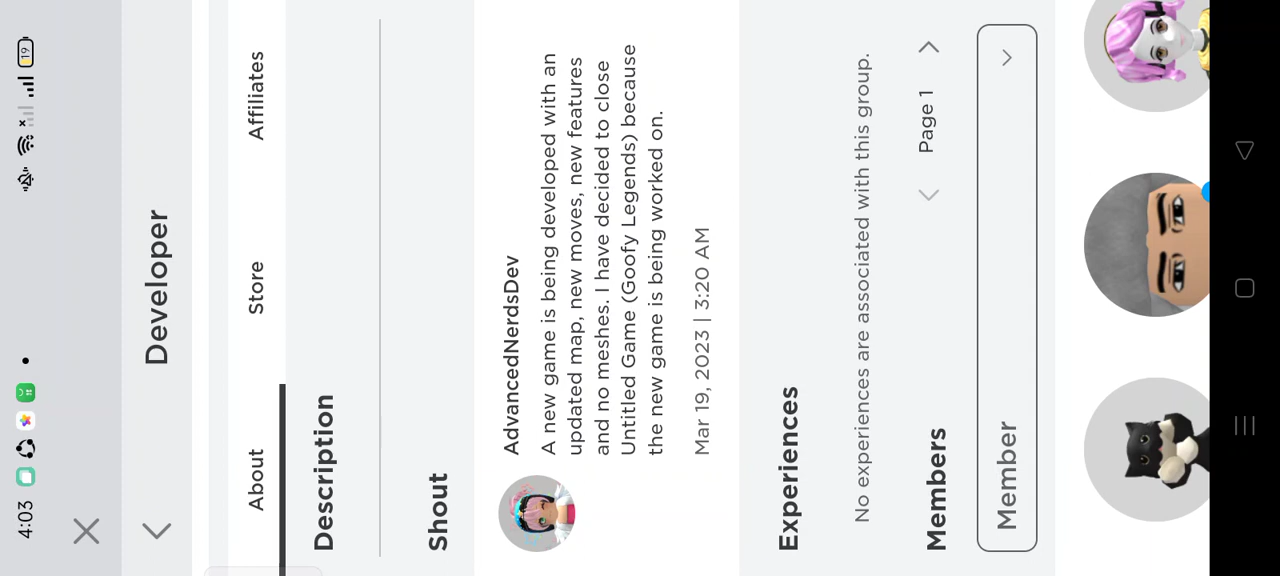 4:03
19
Developer
About
Store
Affiliates
Description
Shout
AdvancedNerdsDev
A new game is being developed with an
updated map, new moves, new features
and no meshes. I have decided to close
Untitled Game (Goofy Legends) because
the new game is being worked on.
Mar 19, 2023 | 3:20 AM
Experiences
No experiences are associated with this group.
Members
Page 1
Member